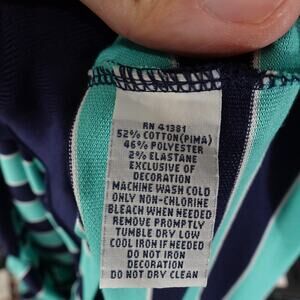 RN 41381
52% COTTON(PIMA)
46% POLYESTER
2% ELASTANE
EXCLUSIVE OF
DECORATION
MACHINE WASH COLD
ONLY NON-CHLORINE
BLEACH WHEN NEEDED
REMOVE PROMPTLY
TUMBLE DRY LOW
COOL IRON IF NEEDED
DO NOT IRON
DECORATION
DO NOT DRY CLEAN